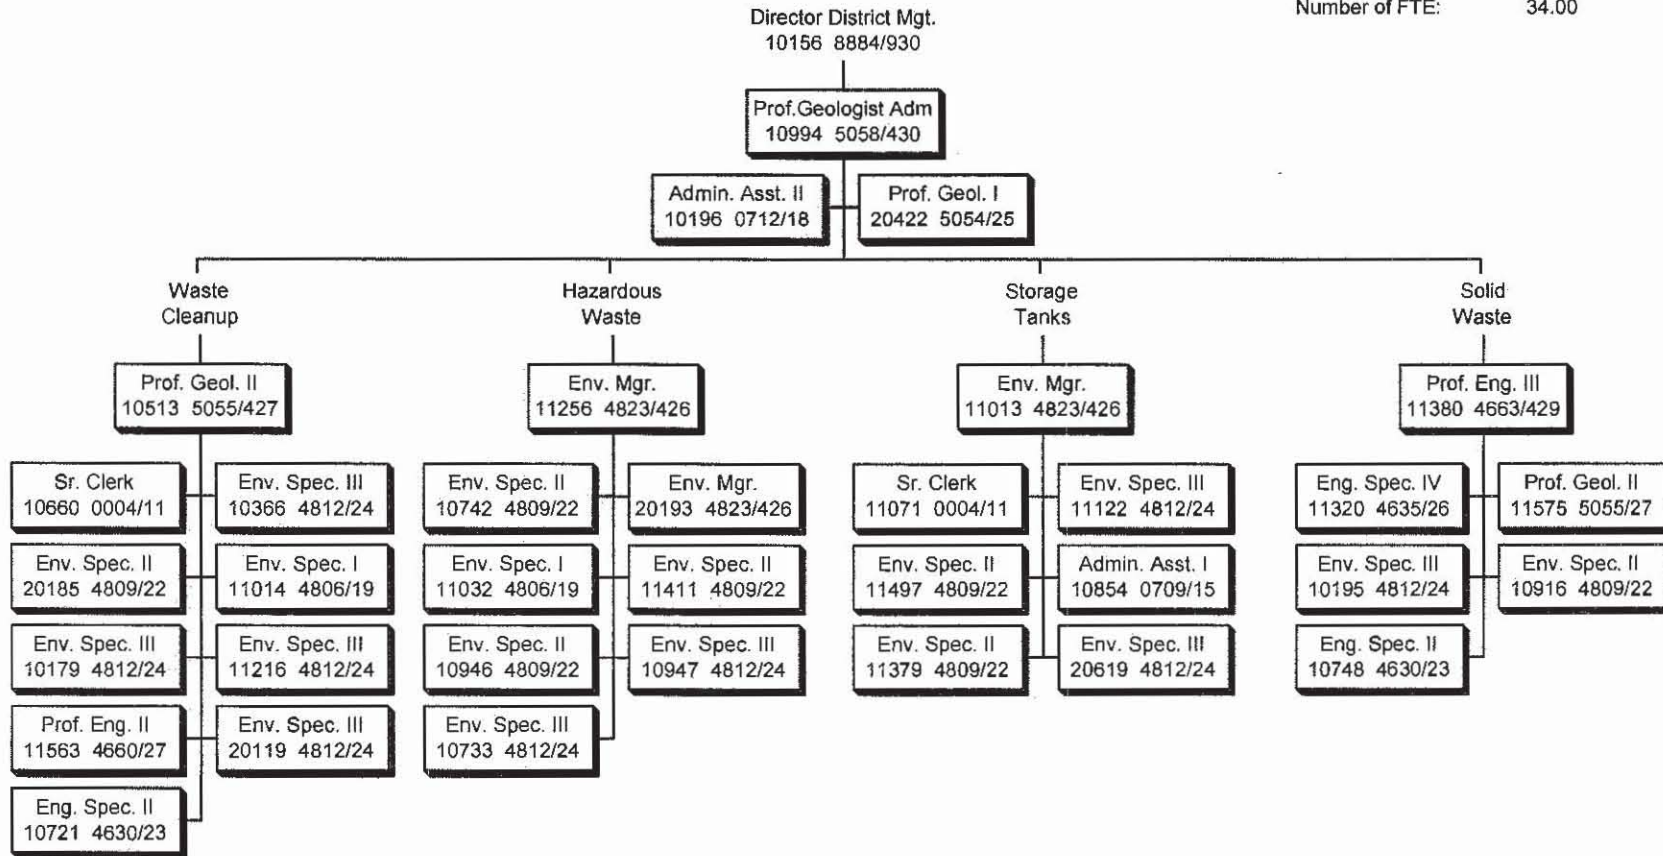 Number of FTE: 34.00
Director District Mgt.
10156 8884/930
Prof.Geologist Adm
10994 5058/430
Admin. Asst. II
10196 0712/18
Prof. Geol. I
20422 5054/25
Waste
Cleanup
Hazardous
Waste
Storage
Tanks
Solid
Waste
Prof. Geol. II
10513 5055/427
Env. Mgr.
11256 4823/426
Env. Mgr.
11013 4823/426
Prof. Eng. III
11380 4663/429
Sr. Clerk
10660 0004/11
Env. Spec. III
10366 4812/24
Env. Spec. II
20185 4809/22
Env. Spec. I
11014 4806/19
Env. Spec. III
10179 4812/24
Env. Spec. III
11216 4812/24
Prof. Eng. II
11563 4660/27
Env. Spec. III
20119 4812/24
Eng. Spec. II
10721 4630/23
Env. Spec. II
10742 4809/22
Env. Mgr.
20193 4823/426
Env. Spec. I
11032 4806/19
Env. Spec. II
11411 4809/22
Env. Spec. II
10946 4809/22
Env. Spec. III
10947 4812/24
Env. Spec. III
10733 4812/24
Sr. Clerk
11071 0004/11
Env. Spec. III
11122 4812/24
Env. Spec. II
11497 4809/22
Admin. Asst. I
10854 0709/15
Env. Spec. II
11379 4809/22
Env. Spec. III
20619 4812/24
Eng. Spec. IV
11320 4635/26
Prof. Geol. II
11575 5055/27
Env. Spec. III
10195 4812/24
Env. Spec. II
10916 4809/22
Eng. Spec. II
10748 4630/23